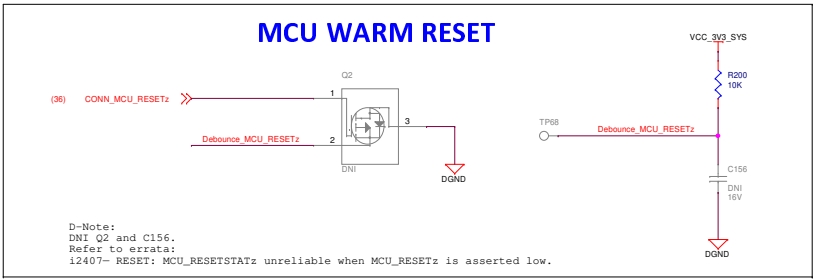 MCU WARM RESET
VCC_3V3_SYS
Q2
R200
10K
(36) CONN_MCU_RESETz
1
3
TP68
Debounce_MCU_RESETz
Debounce_MCU_RESETz
2
DNI
DGND
C156
DNI
16V
DGND
D-Note:
DNI Q2 and C156.
Refer to errata:
i2407- RESET: MCU_RESETSTATz unreliable when MCU_RESETz is asserted low.